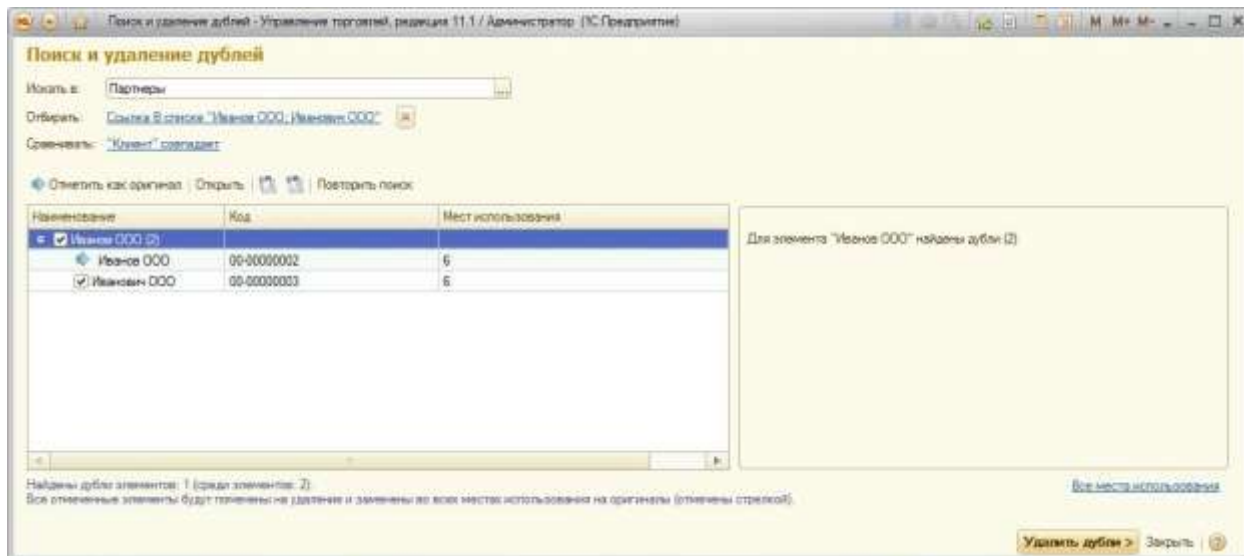 Поиск и удаление дублей - Управление торговлей, редакция 11.1 / Администратор (1С:Предприятие)
M M+ M-
Поиск и удаление дублей
Искать в: Партнеры ...
Отбирать: Ссылка В списке "Иванов ООО; Иванович ООО"
Сравнивать: "Клиент" совпадает
Отметить как оригинал Открыть Повторить поиск
Наименование Код Мест использования
Иванов ООО (2)
Иванов ООО 00-00000002 6
Иванович ООО 00-00000003 6
Для элемента "Иванов ООО" найдены дубли (2)
Найдены дубли элементов: 1 (среди элементов: 2)
Все отмеченные элементы будут помечены на удаление и заменены во всех местах использования на оригиналы (отмечены стрелкой).
Все места использования
Удалить дубли > Закрыть ?